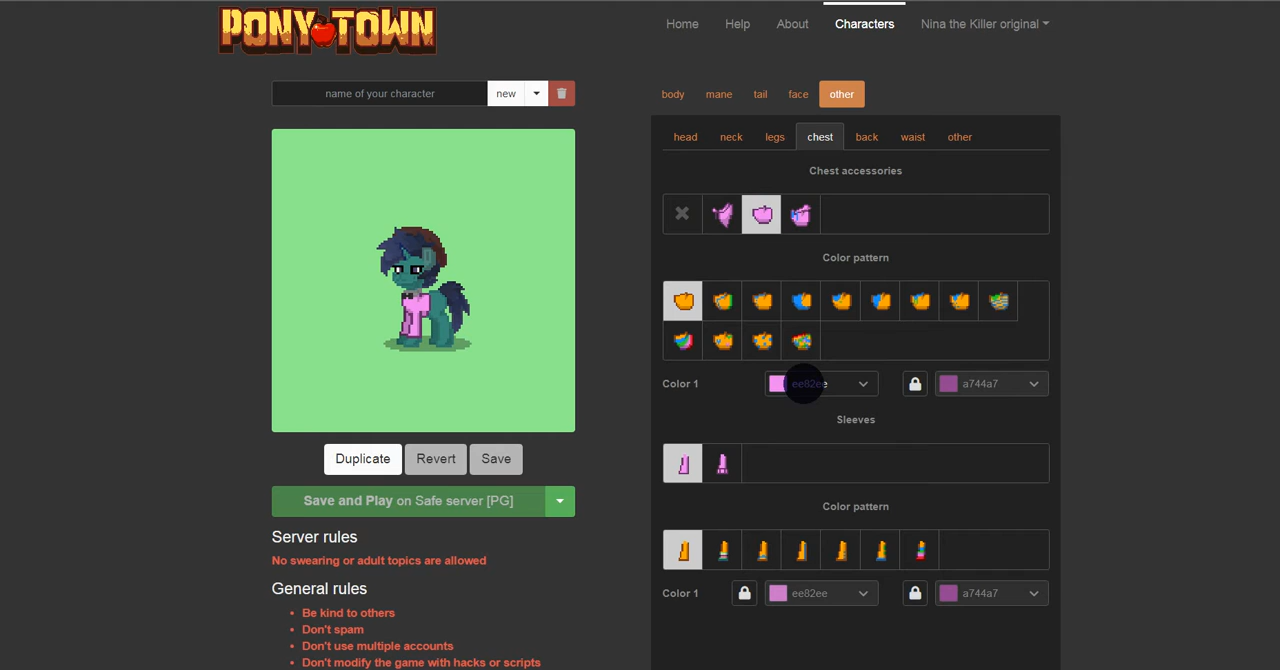 PONY TOWN
Home Help About Characters Nina the Killer original
name of your character new
body mane tail face other
head neck legs chest back waist other
Chest accessories
Color pattern
Color 1 ee82ee a744a7
Sleeves
Color pattern
Color 1 ee82ee a744a7
Duplicate Revert Save
Save and Play on Safe server [PG]
Server rules
No swearing or adult topics are allowed
General rules
Be kind to others
Don't spam
Don't use multiple accounts
Don't modify the game with hacks or scripts